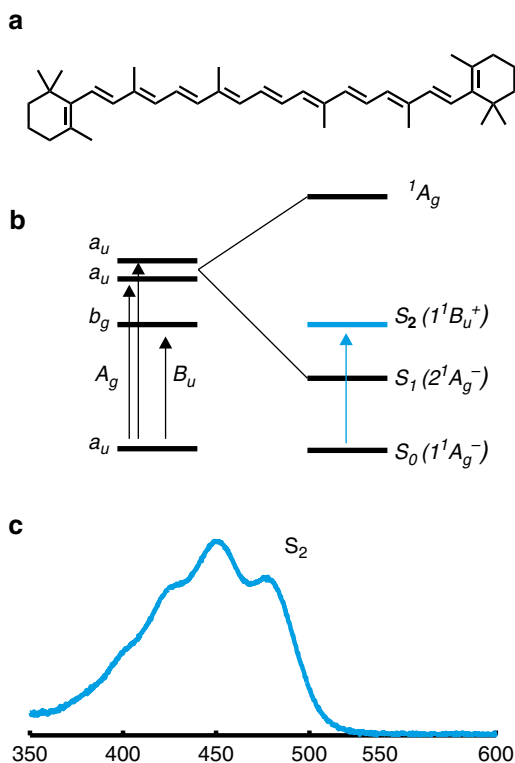 a
b
¹A_g
a_u
a_u
b_g
S₂ (1¹B_u⁺)
A_g
B_u
S₁ (2¹A_g⁻)
a_u
S₀ (1¹A_g⁻)
c
S₂
350 400 450 500 550 600